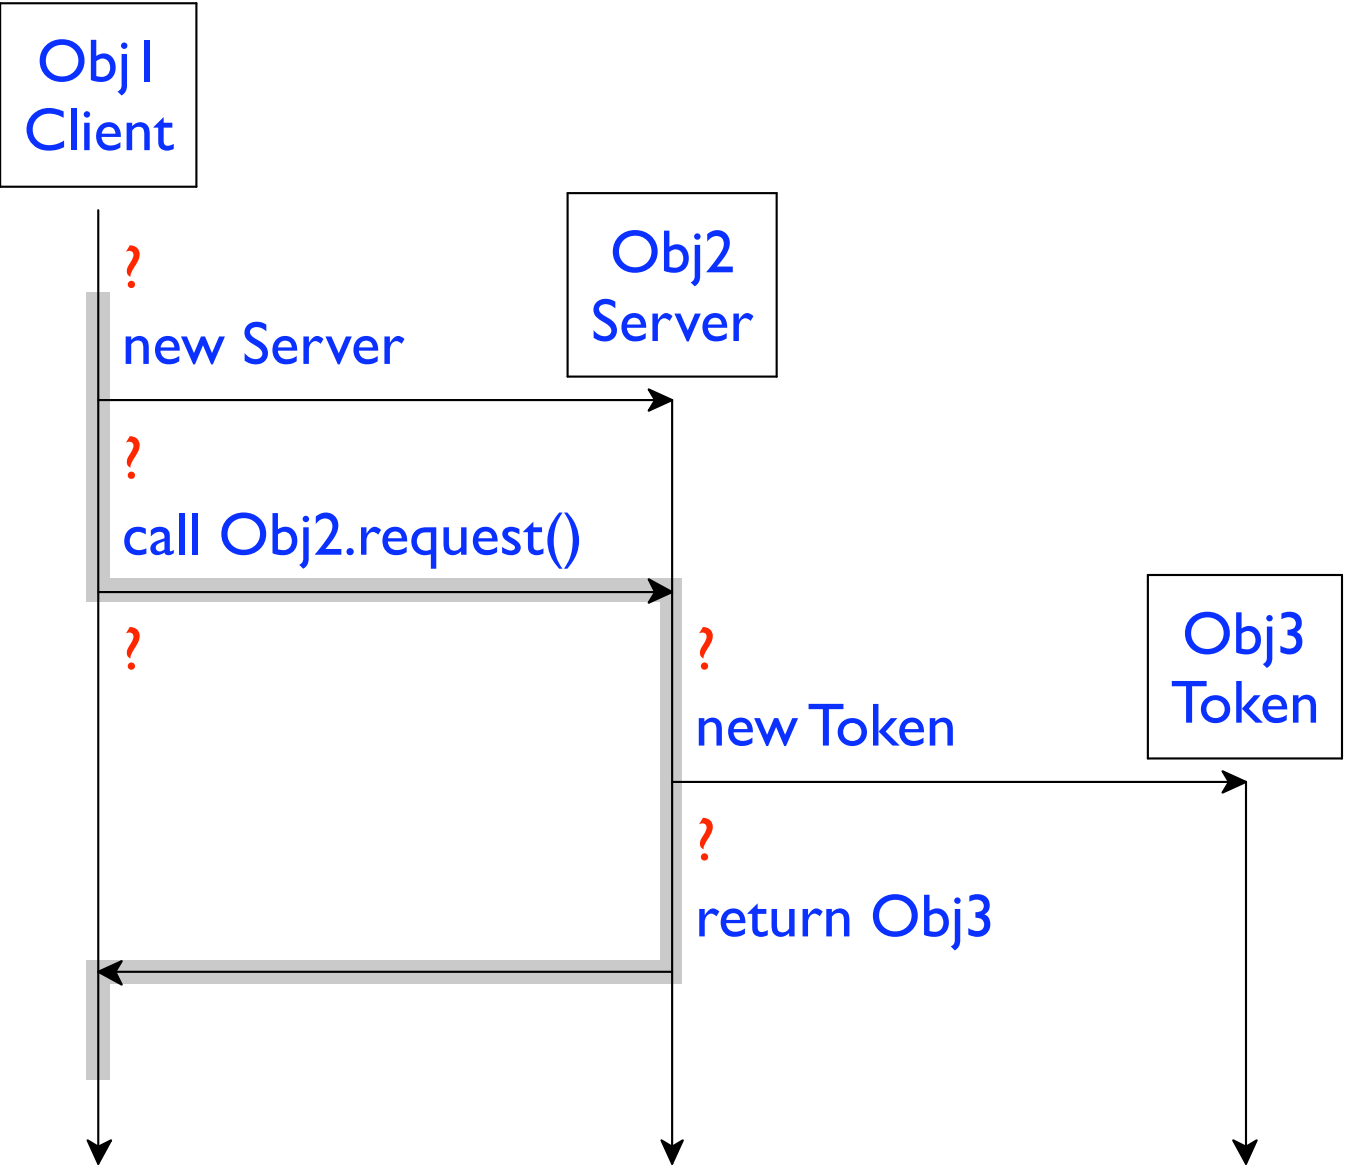 Obj1
Client
?
Obj2
Server
new Server
?
call Obj2.request()
?
?
Obj3
Token
new Token
?
return Obj3